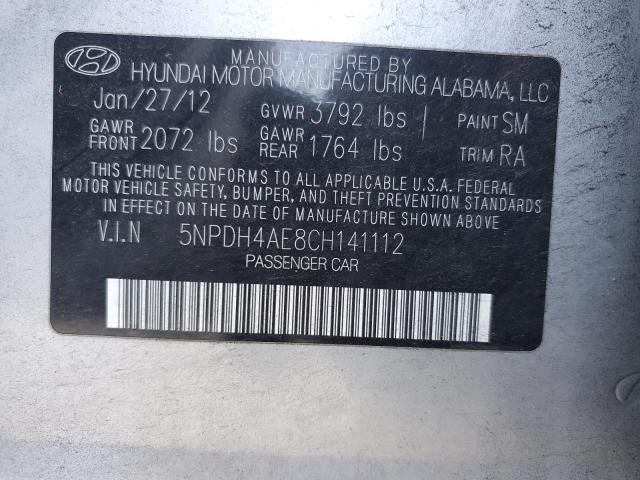 MANUFACTURED BY
HYUNDAI MOTOR MANUFACTURING ALABAMA, LLC
Jan/27/12 GVWR 3792 lbs PAINT SM
GAWR FRONT 2072 lbs GAWR REAR 1764 lbs TRIM RA
THIS VEHICLE CONFORMS TO ALL APPLICABLE U.S.A. FEDERAL
MOTOR VEHICLE SAFETY, BUMPER, AND THEFT PREVENTION STANDARDS
IN EFFECT ON THE DATE OF MANUFACTURE SHOWN ABOVE.
V.I.N 5NPDH4AE8CH141112
PASSENGER CAR